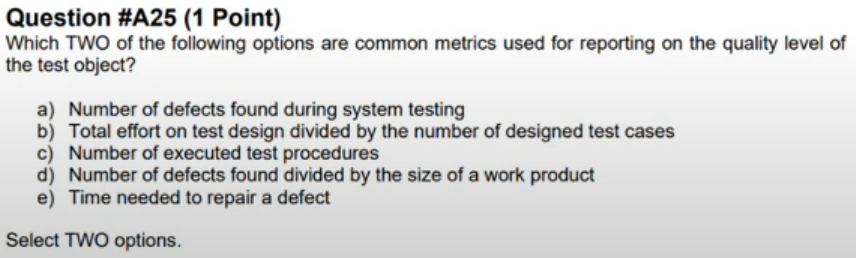 Question #A25 (1 Point)
Which TWO of the following options are common metrics used for reporting on the quality level of
the test object?
a) Number of defects found during system testing
b) Total effort on test design divided by the number of designed test cases
c) Number of executed test procedures
d) Number of defects found divided by the size of a work product
e) Time needed to repair a defect
Select TWO options.